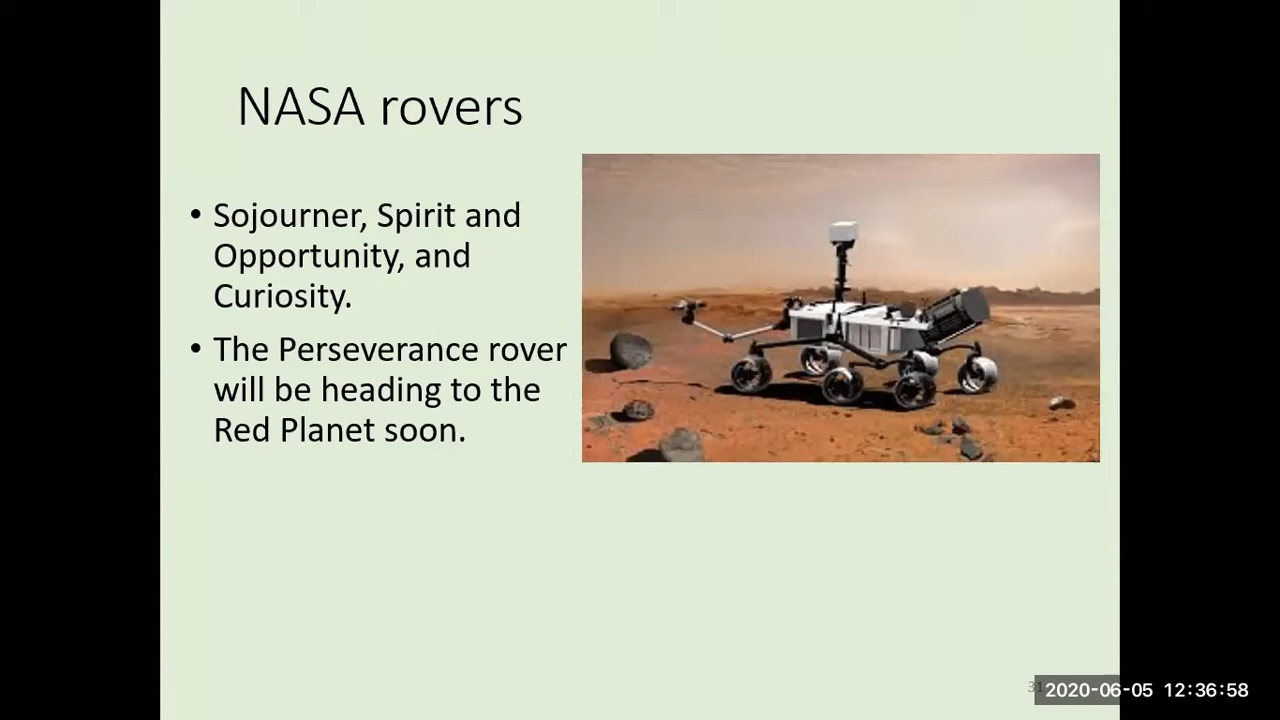 NASA rovers
• Sojourner, Spirit and
Opportunity, and
Curiosity.
• The Perseverance rover
will be heading to the
Red Planet soon.
31
2020-06-05 12:36:58